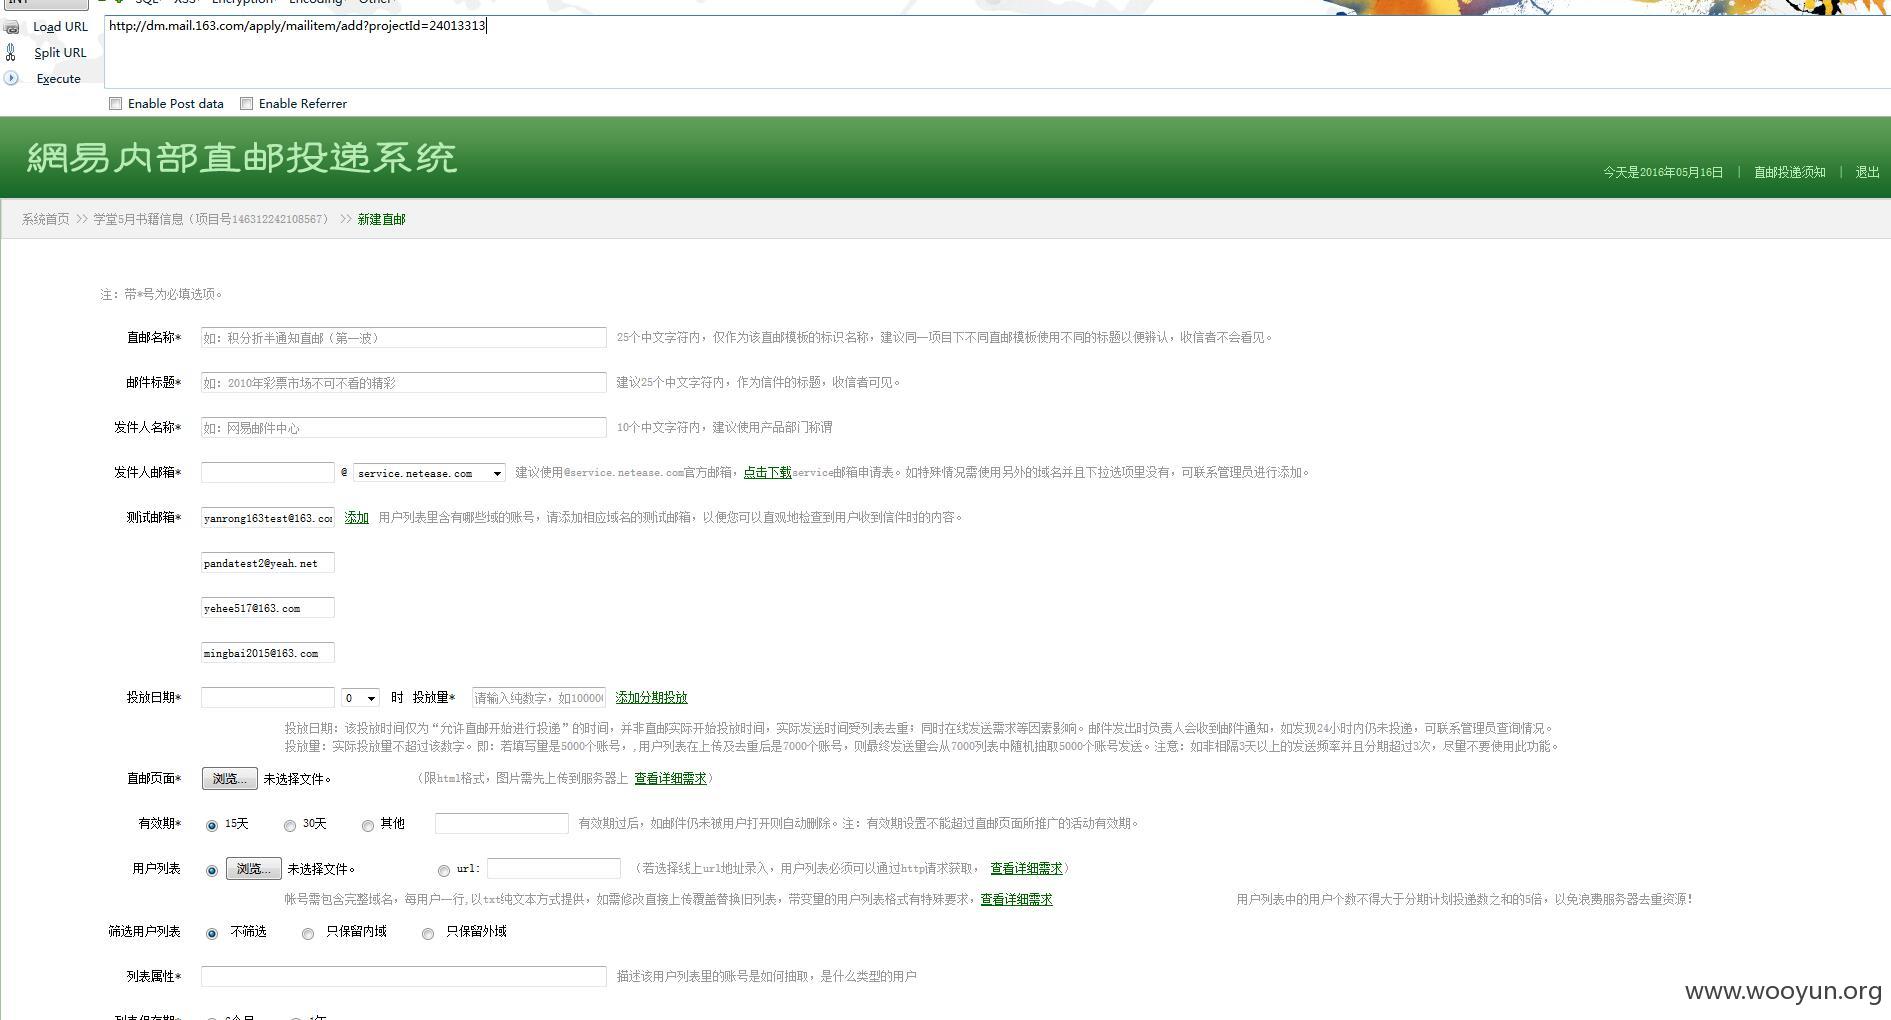 INT SQL XSS Encryption Encoding Other
Load URL http://dm.mail.163.com/apply/mailitem/add?projectId=24013313
Split URL
Execute
Enable Post data Enable Referrer
網易内部直邮投递系统
今天是2016年05月16日 | 直邮投递须知 | 退出
系统首页 >> 学堂5月书籍信息（项目号146312242108567） >> 新建直邮
注：带*号为必填选项。
直邮名称* 如：积分折半通知直邮（第一波） 25个中文字符内，仅作为该直邮模板的标识名称，建议同一项目下不同直邮模板使用不同的标题以便辨认，收信者不会看见。
邮件标题* 如：2010年彩票市场不可不看的精彩 建议25个中文字符内，作为信件的标题，收信者可见。
发件人名称* 如：网易邮件中心 10个中文字符内，建议使用产品部门称谓
发件人邮箱* @ service.netease.com 建议使用@service.netease.com官方邮箱，点击下载service邮箱申请表。如特殊情况需使用另外的域名并且下拉选项里没有，可联系管理员进行添加。
测试邮箱* yanrong163test@163.com 添加 用户列表里含有哪些域的账号，请添加相应域名的测试邮箱，以便您可以直观地检查到用户收到信件时的内容。
pandatest2@yeah.net
yehee517@163.com
mingbai2015@163.com
投放日期* 0 时 投放量* 请输入纯数字，如100000 添加分期投放
投放日期：该投放时间仅为“允许直邮开始进行投递”的时间，并非直邮实际开始投放时间，实际发送时间受列表去重；同时在线发送需求等因素影响。邮件发出时负责人会收到邮件通知，如发现24小时内仍未投递，可联系管理员查询情况。
投放量：实际投放量不超过该数字。即：若填写量是5000个账号，,用户列表在上传及去重后是7000个账号，则最终发送量会从7000列表中随机抽取5000个账号发送。注意：如非相隔3天以上的发送频率并且分期超过3次，尽量不要使用此功能。
直邮页面* 浏览... 未选择文件。 （限html格式，图片需先上传到服务器上 查看详细需求）
有效期* 15天 30天 其他 有效期过后，如邮件仍未被用户打开则自动删除。注：有效期设置不能超过直邮页面所推广的活动有效期。
用户列表 浏览... 未选择文件。 url: （若选择线上url地址录入，用户列表必须可以通过http请求获取， 查看详细需求）
帐号需包含完整域名，每用户一行,以txt纯文本方式提供，如需修改直接上传覆盖替换旧列表，带变量的用户列表格式有特殊要求，查看详细需求 用户列表中的用户个数不得大于分期计划投递数之和的5倍，以免浪费服务器去重资源！
筛选用户列表 不筛选 只保留内域 只保留外域
列表属性* 描述该用户列表里的账号是如何抽取，是什么类型的用户
列表保存期* 6个月 1年
www.wooyun.org